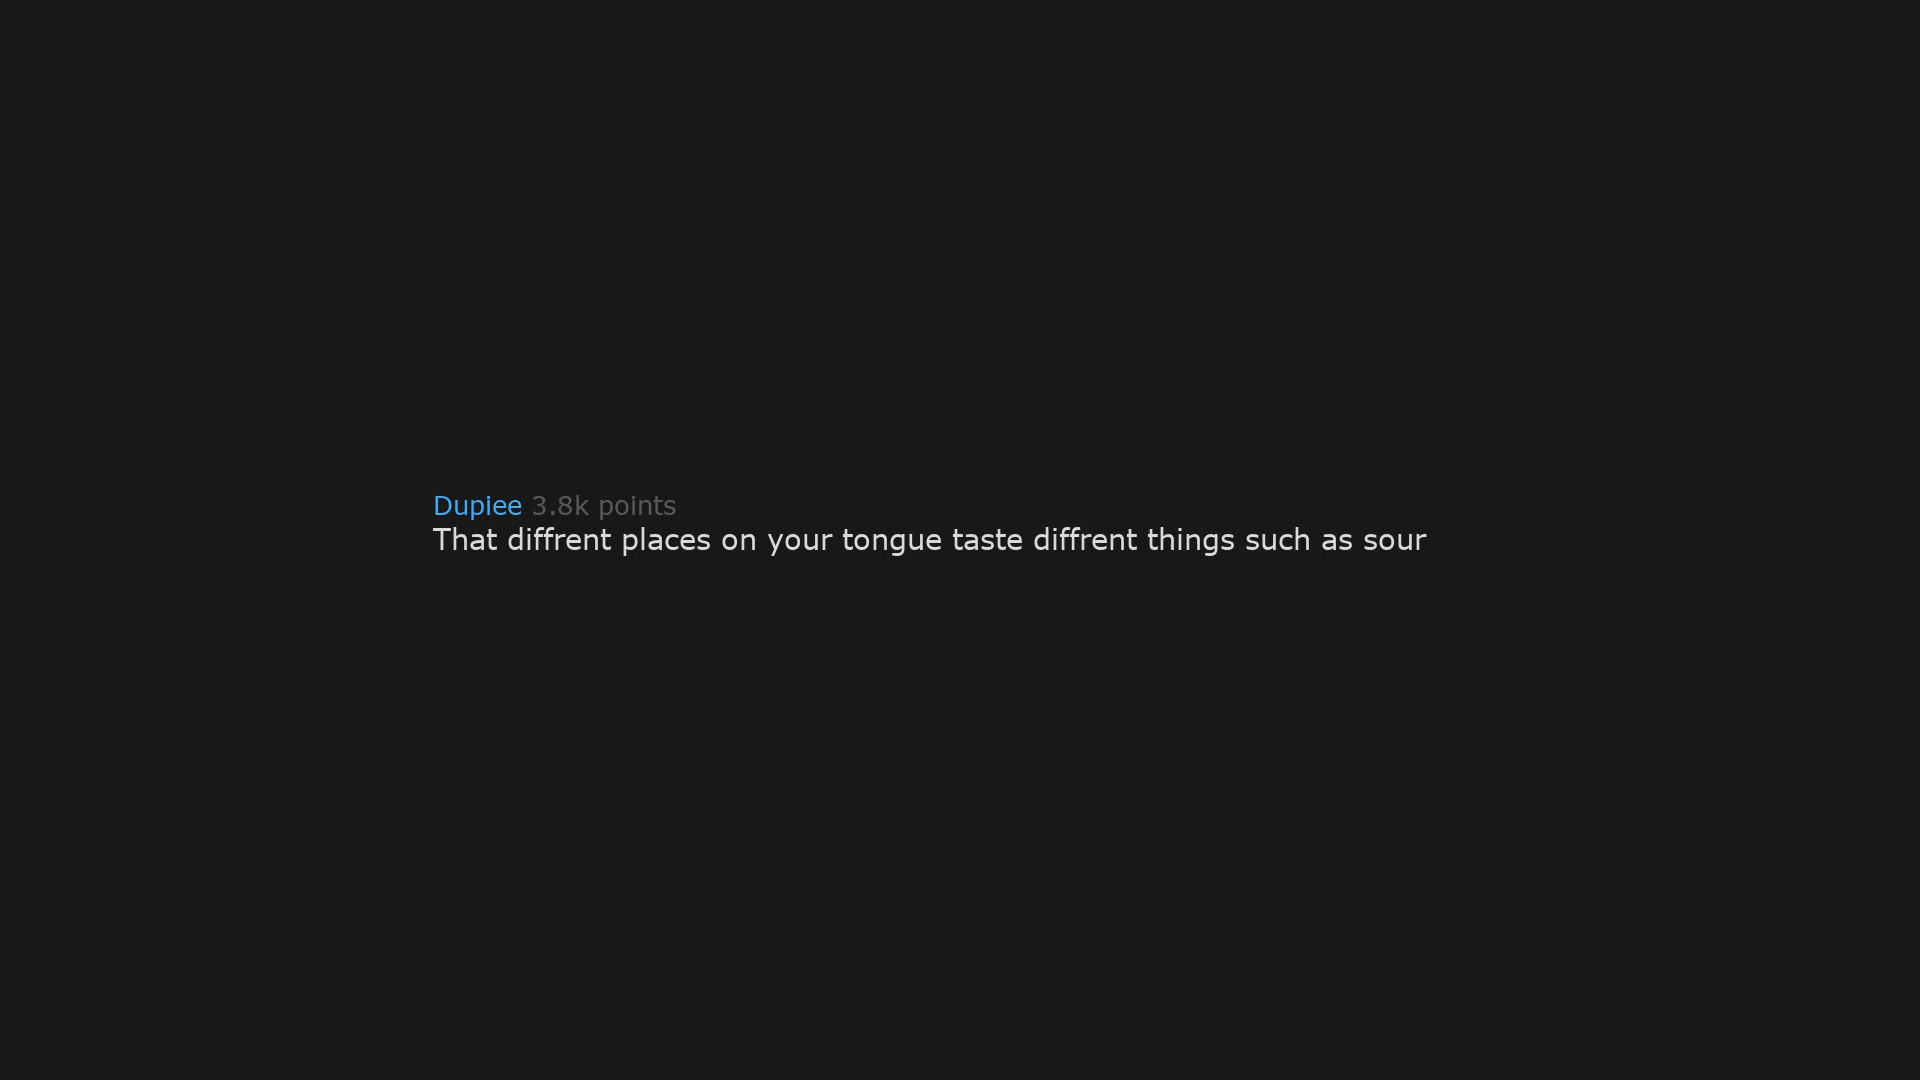 Dupiee 3.8k points
That diffrent places on your tongue taste diffrent things such as sour